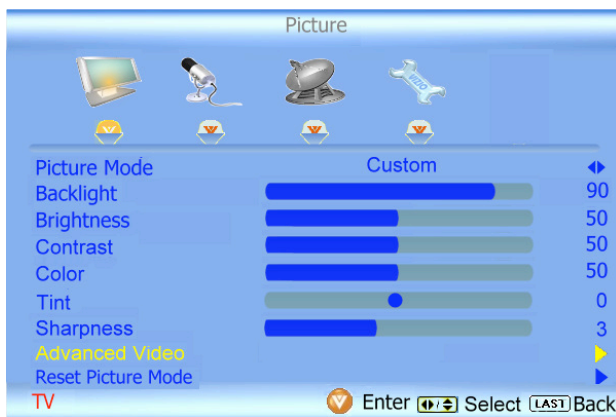 Picture
VIZIO
Picture Mode Custom
Backlight 90
Brightness 50
Contrast 50
Color 50
Tint 0
Sharpness 3
Advanced Video
Reset Picture Mode
TV V Enter Select LAST Back